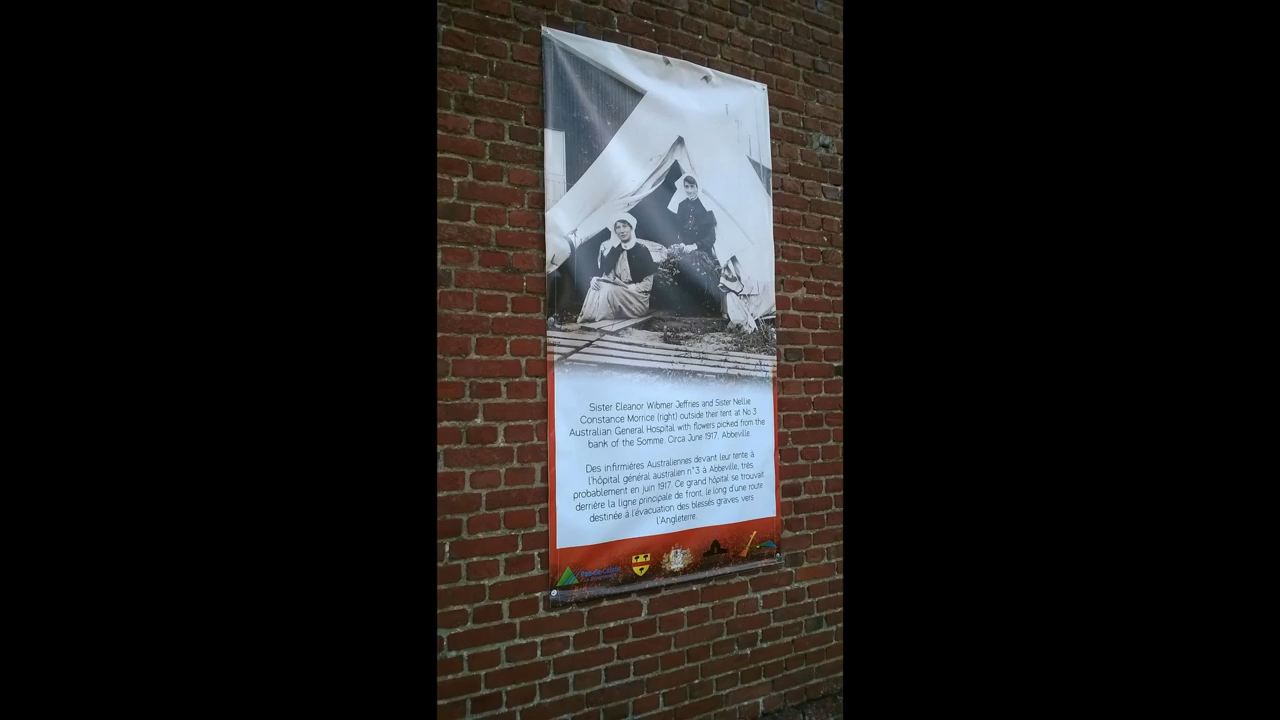 Sister Eleanor Wibmer Jeffries and Sister Nellie
Constance Morrice (right) outside their tent at No 3
Australian General Hospital with flowers picked from the
bank of the Somme. Circa June 1917, Abbeville.
Des infirmières Australiennes devant leur tente à
l'hôpital général australien n°3 à Abbeville, très
probablement en juin 1917. Ce grand hôpital se trouvait
derrière la ligne principale de front, le long d'une route
destinée à l'évacuation des blessés graves vers
l'Angleterre.
Pas-de-Calais